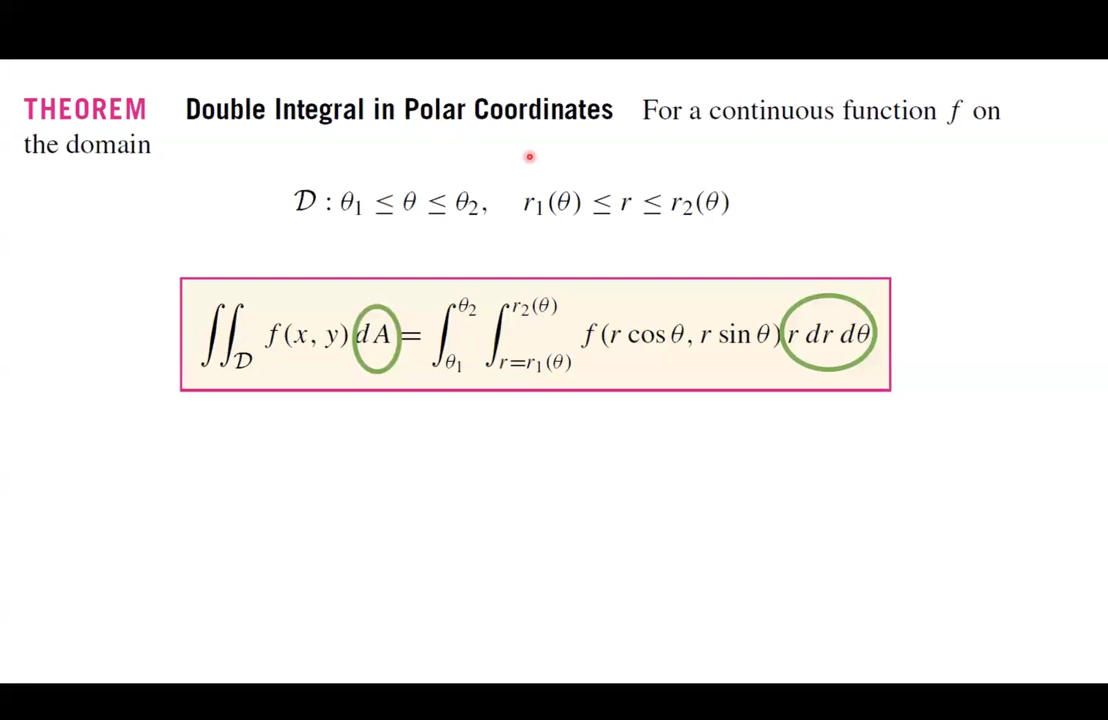 THEOREM Double Integral in Polar Coordinates For a continuous function f on
the domain
𝒟 : θ₁ ≤ θ ≤ θ₂, r₁(θ) ≤ r ≤ r₂(θ)
∬_𝒟 f(x, y) dA = ∫_{θ₁}^{θ₂} ∫_{r=r₁(θ)}^{r₂(θ)} f(r cos θ, r sin θ) r dr dθ